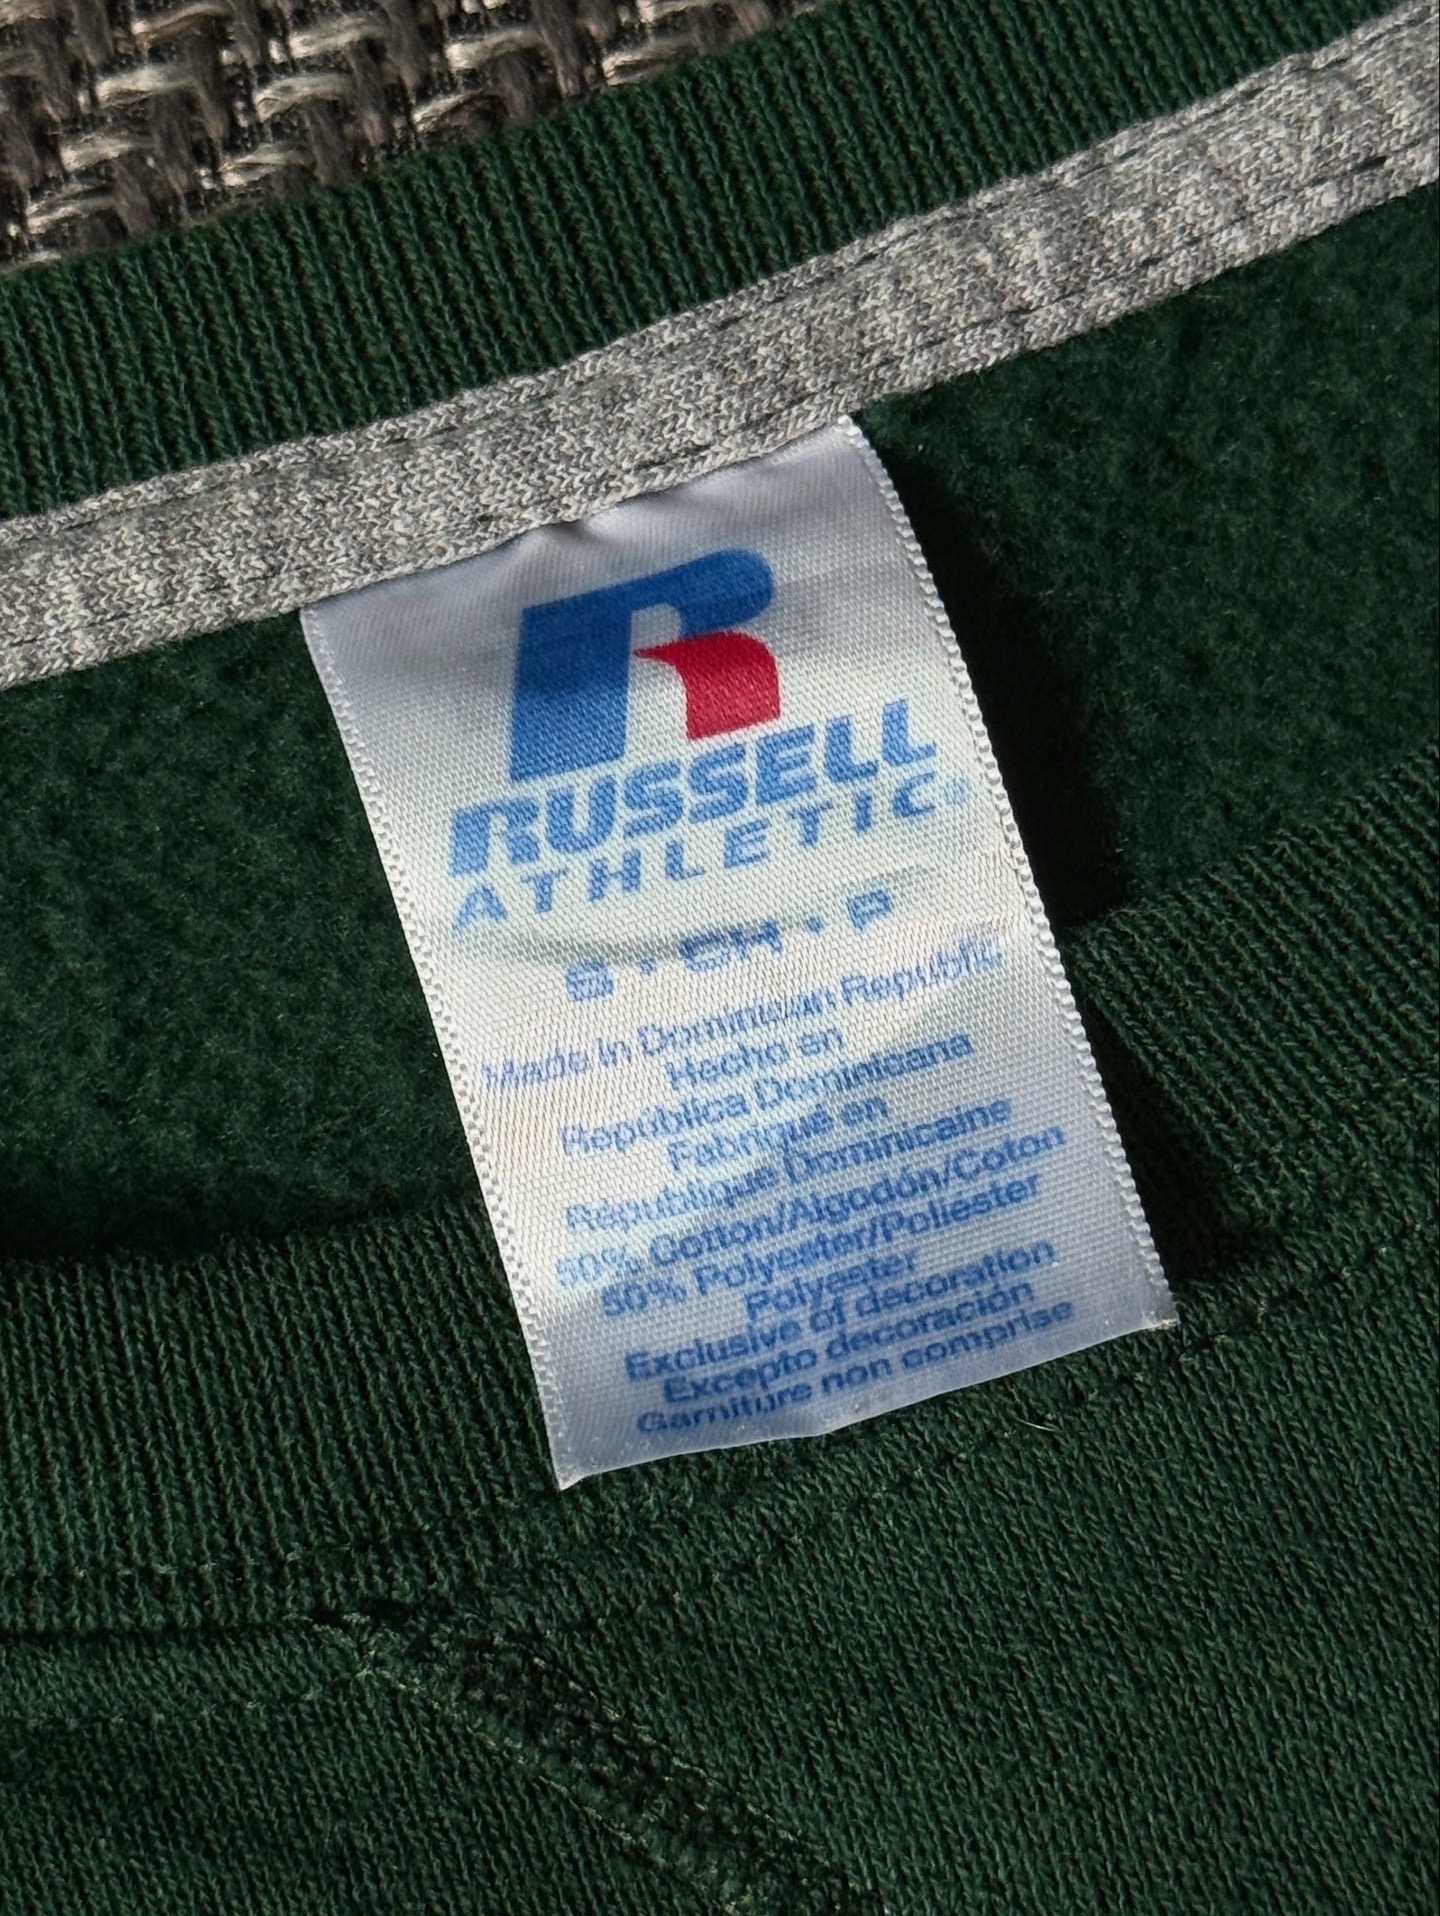 R
RUSSELL
ATHLETIC®
S • CH • P
Made in Dominican Republic
Hecho en
República Dominicana
Fabriqué en
République Dominicaine
50% Cotton/Algodón/Coton
50% Polyester/Poliéster
Polyester
Exclusive of decoration
Excepto decoración
Garniture non comprise